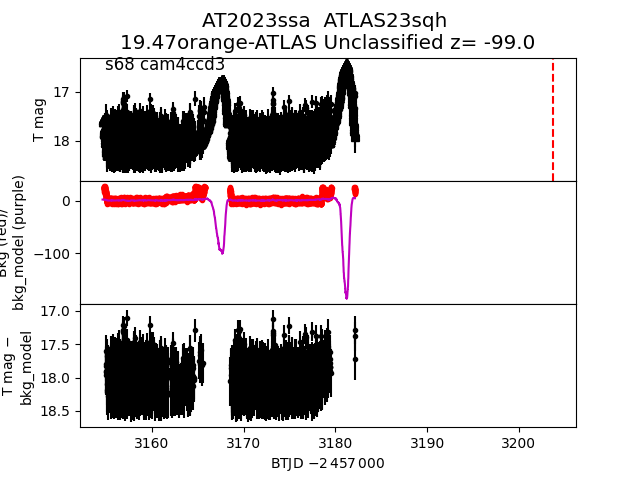 AT2023ssa  ATLAS23sqh
19.47orange-ATLAS Unclassified z= -99.0
s68 cam4ccd3
T mag
17
18
Bkg (red)/
bkg_model (purple)
0
−100
T mag −
bkg_model
17.0
17.5
18.0
18.5
3160 3170 3180 3190 3200
BTJD −2 457 000